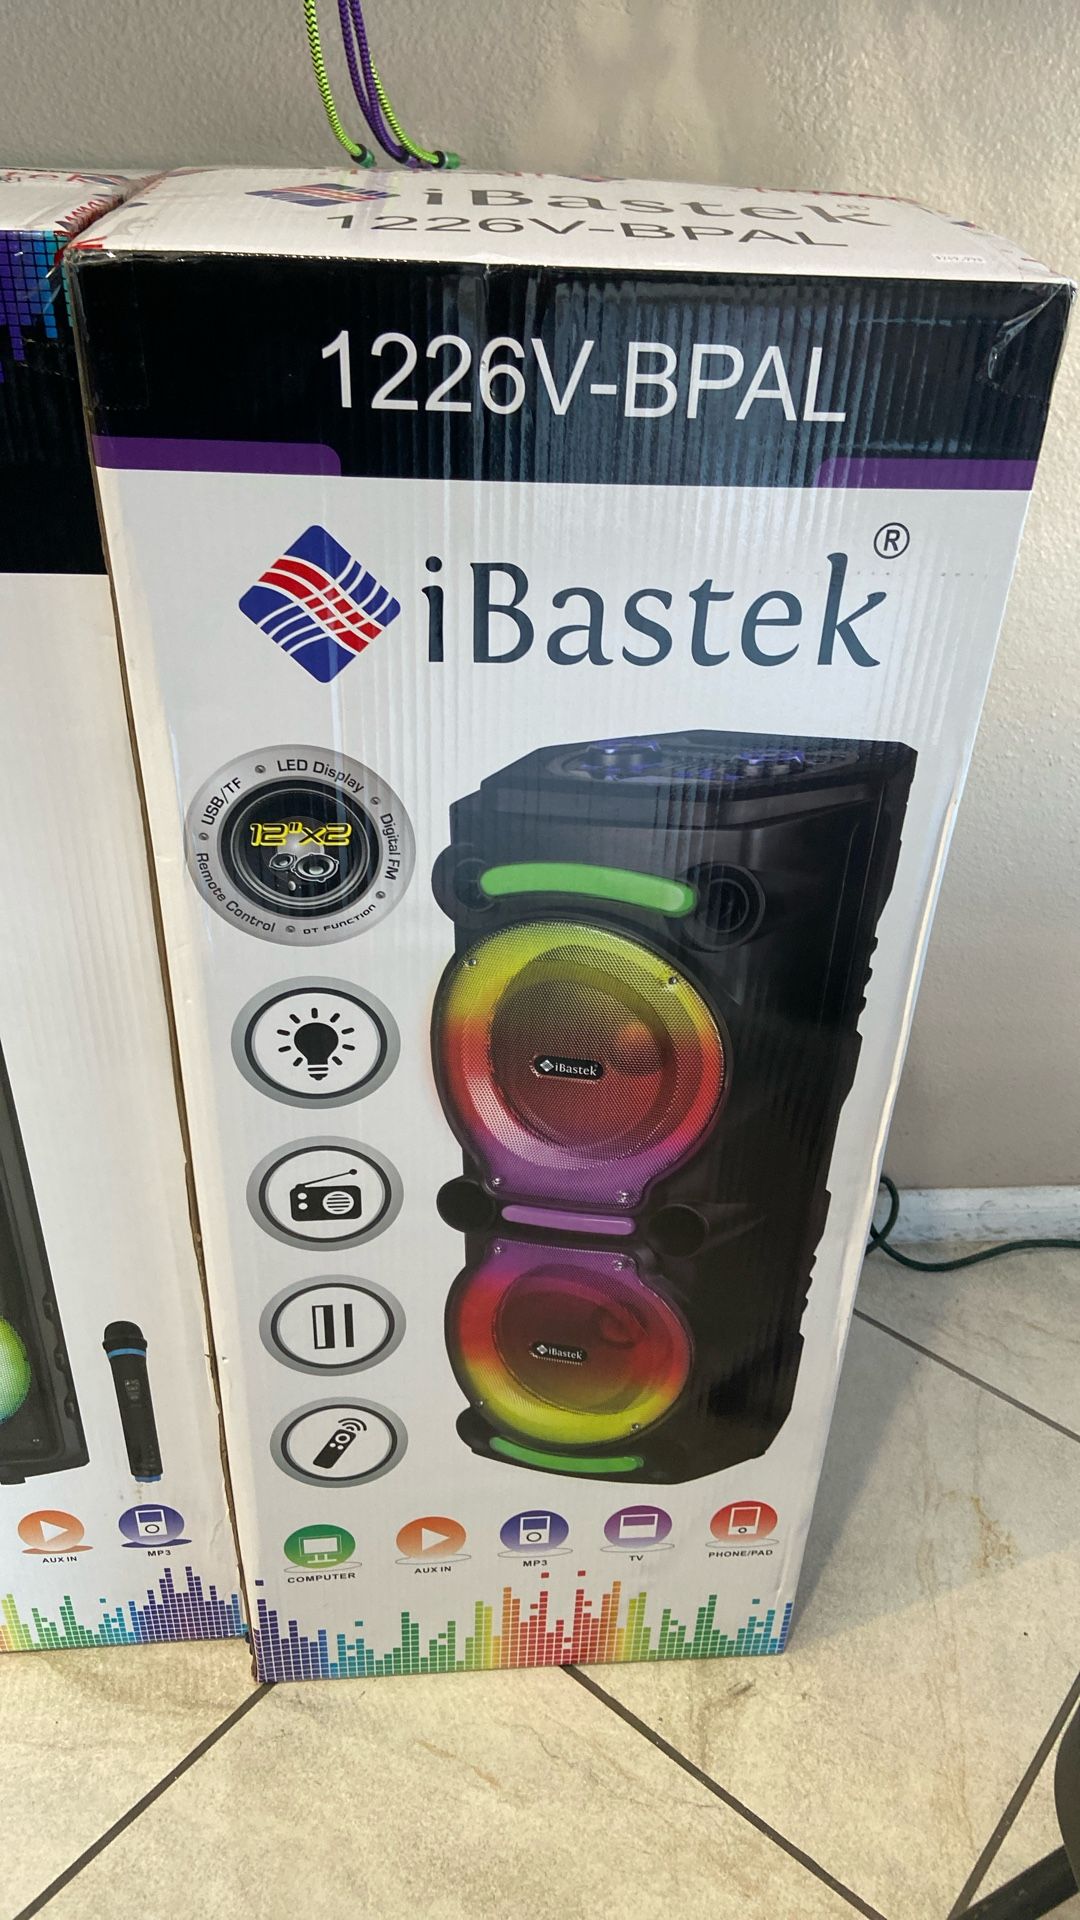 iBastek
1226V-BPAL
1226V-BPAL
iBastek®
USB/TF
LED Display
Digital FM
BT FUNCTION
Remote Control
12"x2
iBastek
iBastek
COMPUTER
AUX IN
MP3
TV
PHONE/PAD
AUX IN
MP3